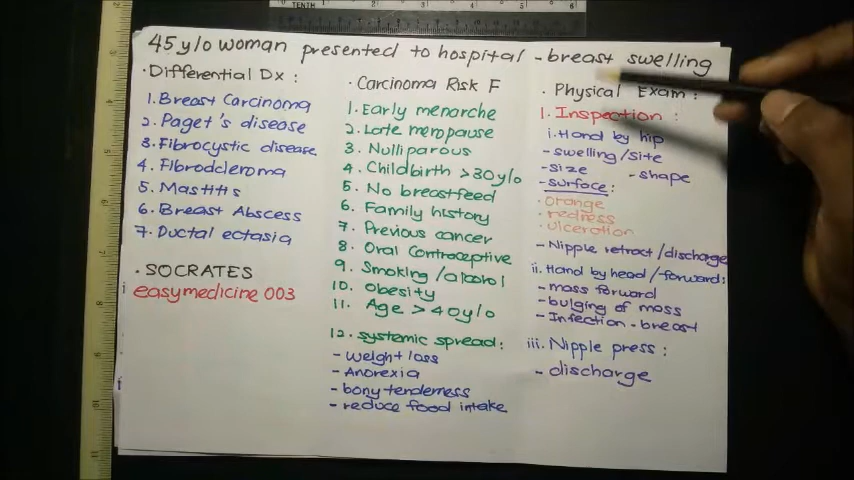 45 y/o woman presented to hospital - breast swelling
· Differential Dx :
1. Breast Carcinoma
2. Paget's disease
3. Fibrocystic disease
4. Fibrodcleroma
5. Mastitis
6. Breast Abscess
7. Ductal ectasia
· SOCRATES
easymedicine 003
· Carcinoma Risk F
1. Early menarche
2. Late menopause
3. Nulliparous
4. Childbirth >30y/o
5. No breastfeed
6. Family history
7. Previous cancer
8. Oral Contraceptive
9. Smoking/alcohol
10. Obesity
11. Age > 40 y/o
12. systemic spread:
- weight loss
- Anorexia
- bony tenderness
- reduce food intake
· Physical Exam :
1. Inspection :
i. Hand by hip
- swelling/site
- size - shape
- surface:
· Orange
· redness
· ulceration
- Nipple retract/discharge
ii. Hand by head/forward:
- mass forward
- bulging of mass
- Infection - breast
iii. Nipple press :
- discharge
TENTH